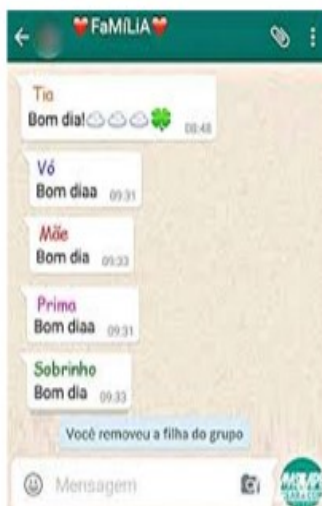 ❤FaMíLiA❤
Tia
Bom dia!☁☁☁🍀 08:48
Vó
Bom diaa 09:31
Mãe
Bom dia 09:33
Prima
Bom diaa 09:31
Sobrinho
Bom dia 09:33
Você removeu a filha do grupo
Mensagem